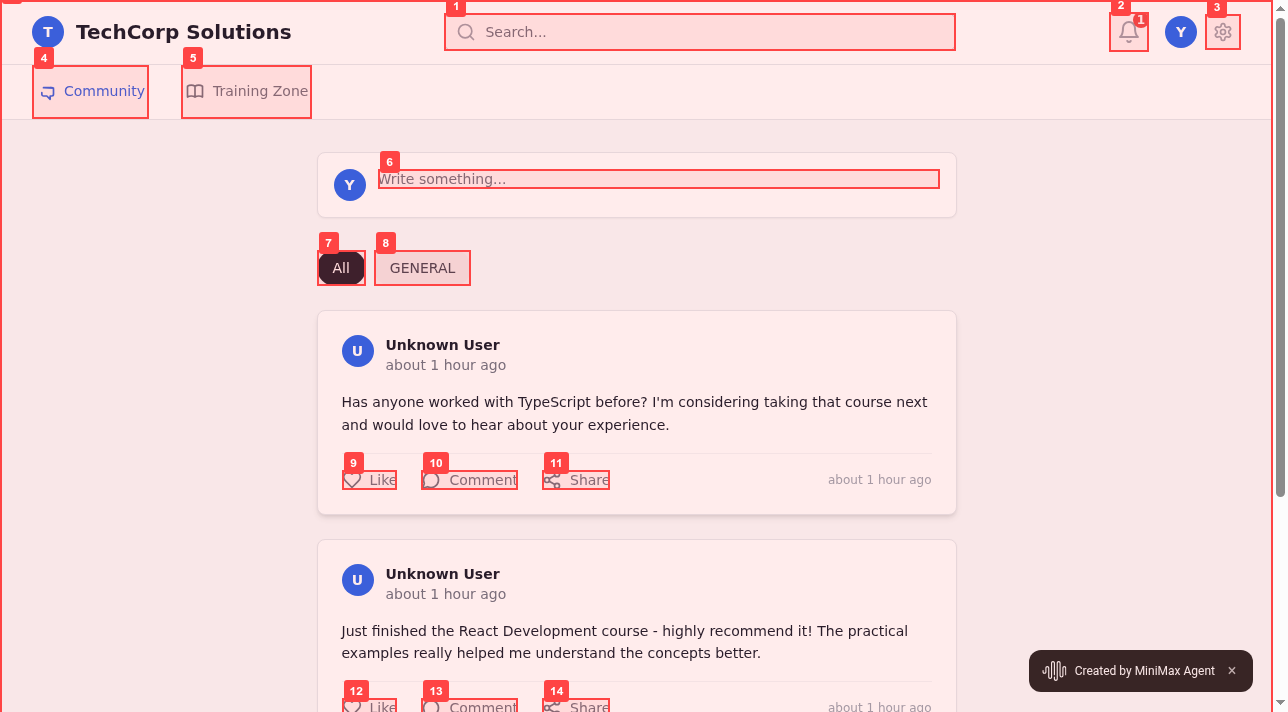 1
2
3
T TechCorp Solutions Search... 1 Y
4
5
Community Training Zone
6
Y Write something...
7
8
All GENERAL
U Unknown User
about 1 hour ago
Has anyone worked with TypeScript before? I'm considering taking that course next
and would love to hear about your experience.
9
10
11
Like Comment Share about 1 hour ago
U Unknown User
about 1 hour ago
Just finished the React Development course - highly recommend it! The practical
examples really helped me understand the concepts better.
Created by MiniMax Agent ×
12
13
14
Like Comment Share about 1 hour ago